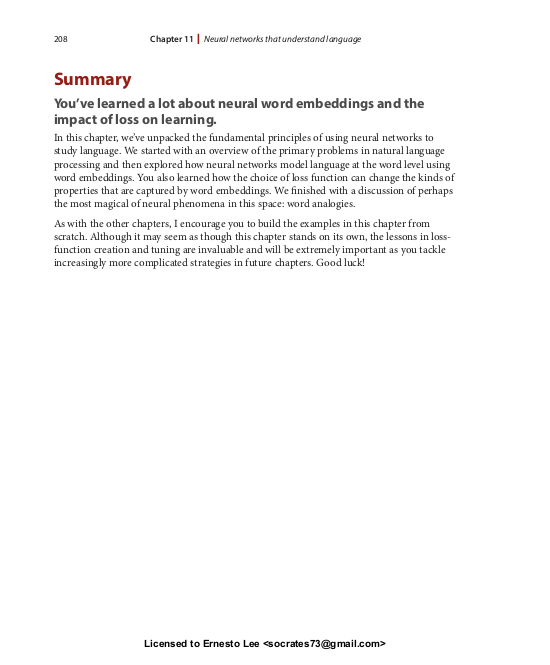 208
Chapter 11 | Neural networks that understand language
Summary
You’ve learned a lot about neural word embeddings and the
impact of loss on learning.
In this chapter, we’ve unpacked the fundamental principles of using neural networks to
study language. We started with an overview of the primary problems in natural language
processing and then explored how neural networks model language at the word level using
word embeddings. You also learned how the choice of loss function can change the kinds of
properties that are captured by word embeddings. We finished with a discussion of perhaps
the most magical of neural phenomena in this space: word analogies.
As with the other chapters, I encourage you to build the examples in this chapter from
scratch. Although it may seem as though this chapter stands on its own, the lessons in loss-
function creation and tuning are invaluable and will be extremely important as you tackle
increasingly more complicated strategies in future chapters. Good luck!
Licensed to Ernesto Lee <socrates73@gmail.com>